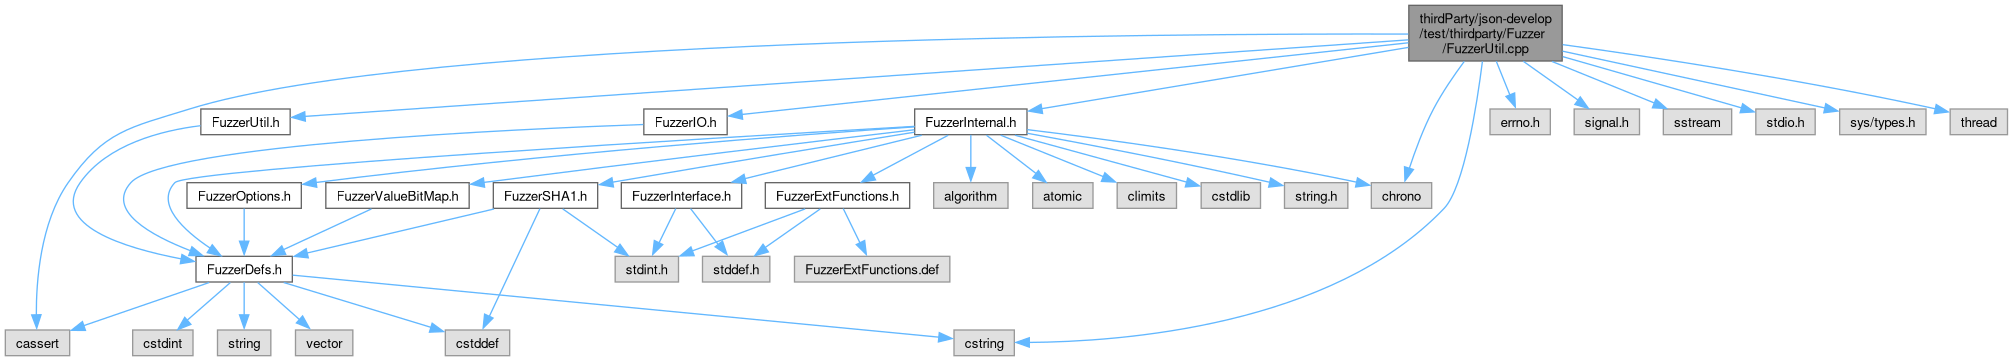 thirdParty/json-develop
/test/thirdparty/Fuzzer
/FuzzerUtil.cpp
FuzzerUtil.h
FuzzerIO.h
FuzzerInternal.h
errno.h
signal.h
sstream
stdio.h
sys/types.h
thread
FuzzerOptions.h
FuzzerValueBitMap.h
FuzzerSHA1.h
FuzzerInterface.h
FuzzerExtFunctions.h
algorithm
atomic
climits
cstdlib
string.h
chrono
FuzzerDefs.h
stdint.h
stddef.h
FuzzerExtFunctions.def
cassert
cstdint
string
vector
cstddef
cstring